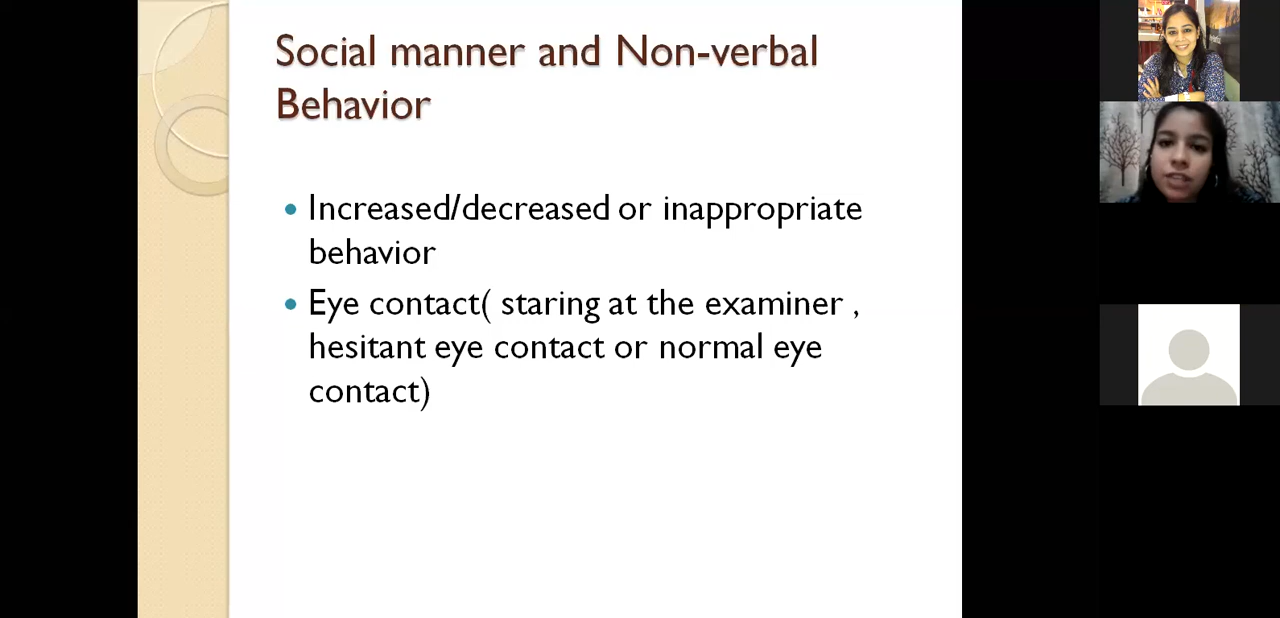 Social manner and Non-verbal
Behavior
• Increased/decreased or inappropriate
behavior
• Eye contact( staring at the examiner ,
hesitant eye contact or normal eye
contact)